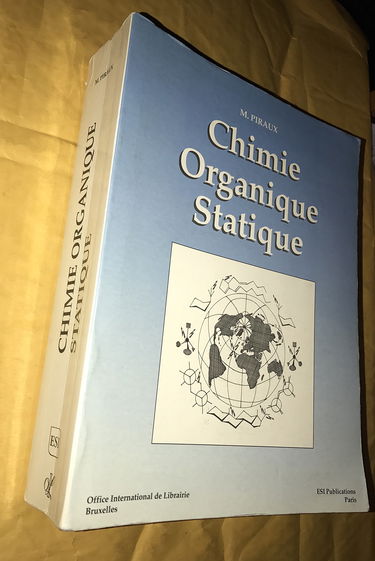 M. PIRAUX
Chimie
Organique
Statique
Office International de Librairie
Bruxelles
ESI Publications
Paris
M. PIRAUX
CHIMIE ORGANIQUE
STATIQUE
ESI